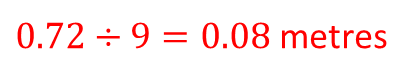 0.72 ÷ 9 = 0.08 metres